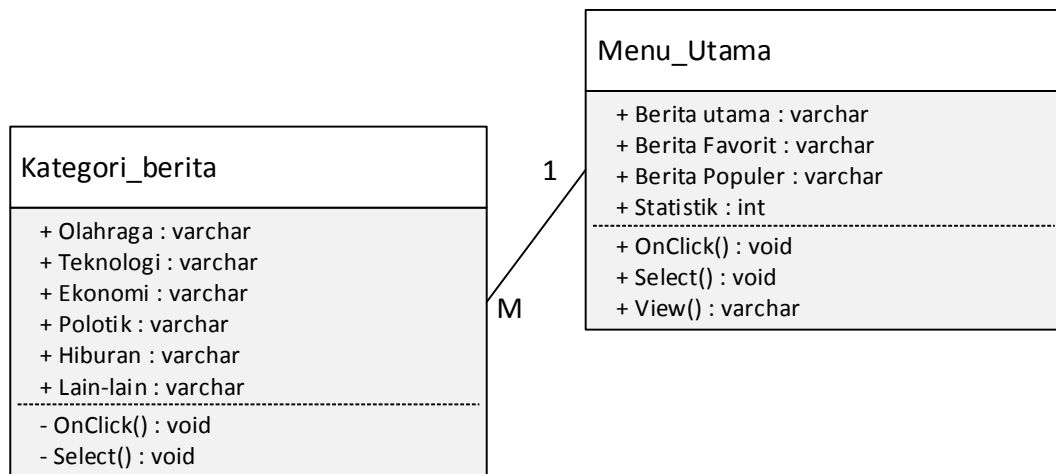 Menu_Utama
+ Berita utama : varchar
+ Berita Favorit : varchar
+ Berita Populer : varchar
+ Statistik : int
+ OnClick() : void
+ Select() : void
+ View() : varchar
1
M
Kategori_berita
+ Olahraga : varchar
+ Teknologi : varchar
+ Ekonomi : varchar
+ Polotik : varchar
+ Hiburan : varchar
+ Lain-lain : varchar
- OnClick() : void
- Select() : void